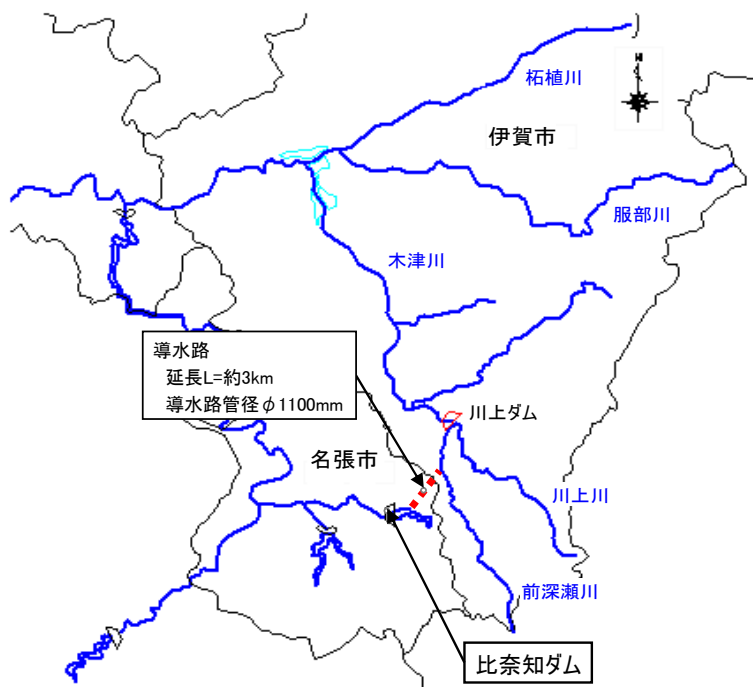 N
柘植川
伊賀市
服部川
木津川
導水路
延長L=約3km
導水路管径φ1100mm
川上ダム
名張市
川上川
前深瀬川
比奈知ダム